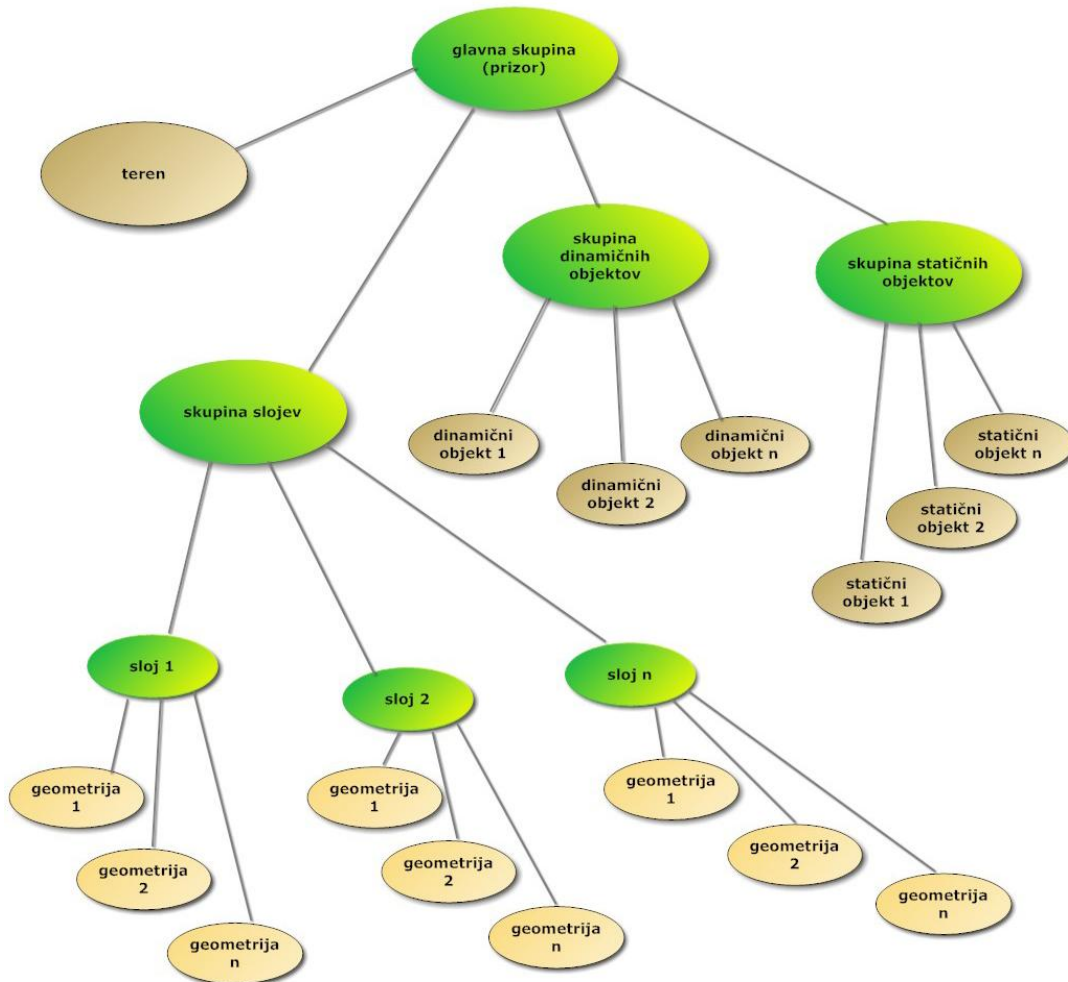 glavna skupina
(prizor)
teren
skupina
dinamičnih
objektov
skupina statičnih
objektov
skupina slojev
dinamični
objekt 1
dinamični
objekt 2
dinamični
objekt n
statični
objekt n
statični
objekt 2
statični
objekt 1
sloj 1
sloj 2
sloj n
geometrija
1
geometrija
2
geometrija
n
geometrija
1
geometrija
2
geometrija
n
geometrija
1
geometrija
2
geometrija
n